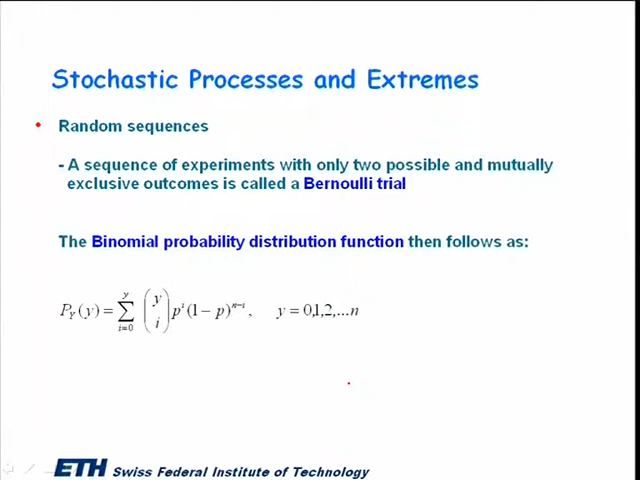 Stochastic Processes and Extremes
• Random sequences
- A sequence of experiments with only two possible and mutually
exclusive outcomes is called a Bernoulli trial
The Binomial probability distribution function then follows as:
P_Y(y) = \sum_{i=0}^{y} \binom{y}{i} p^i (1-p)^{n-i}, y = 0,1,2,...n
ETH Swiss Federal Institute of Technology